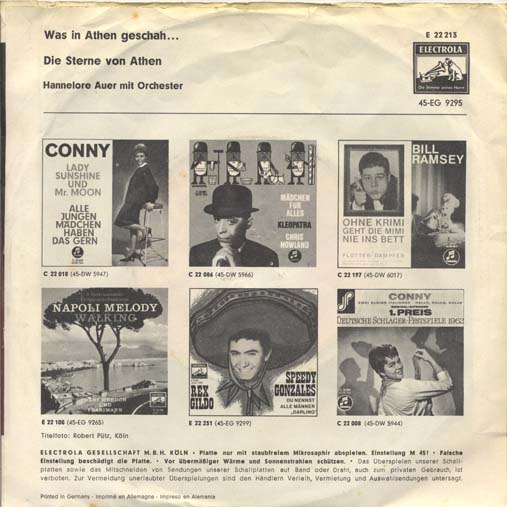 Was in Athen geschah...
Die Sterne von Athen
Hannelore Auer mit Orchester
E 22 213
ELECTROLA
Die Stimme seines Herrn
45-EG 9295
CONNY
LADY
SUNSHINE
UND
Mr. MOON
ALLE
JUNGEN
MÄDCHEN
HABEN
DAS GERN
C 22 018 (45-DW 5947)
MÄDCHEN
FÜR
ALLES
KLEOPATRA
CHRIS
HOWLAND
C 22 086 (45-DW 5966)
BILL
RAMSEY
OHNE KRIMI
GEHT DIE MIMI
NIE INS BETT
FLOTTER DAMPFER
C 22 197 (45-DW 6017)
NAPOLI MELODY
WALKING
E 22 180 (45-EG 9265)
REX
GILDO
SPEEDY
GONZALES
DU NENNST
ALLE MÄNNER
„DARLING“
E 22 251 (45-EG 9299)
CONNY
1. PREIS
DEUTSCHE SCHLAGER-FESTSPIELE 1962
C 22 008 (45-DW 5944)
Titelfoto: Robert Pütz, Köln
ELECTROLA GESELLSCHAFT M.B.H. KÖLN • Platte nur mit staubfreiem Mikrosaphir abspielen. Einstellung M 45! • Falsche
Einstellung beschädigt die Platte. • Vor übermäßiger Wärme und Sonnenstrahlen schützen. • Das Überspielen unserer Schall-
platten sowie das Mitschneiden von Sendungen unserer Schallplatten auf Band oder Draht, auch zum privaten Gebrauch, ist
verboten. Zur Vermeidung unerlaubter Überspielungen sind den Händlern Verleih, Vermietung und Auswahlsendungen untersagt.
Printed in Germany - Imprimé en Allemagne - Impreso en Alemania